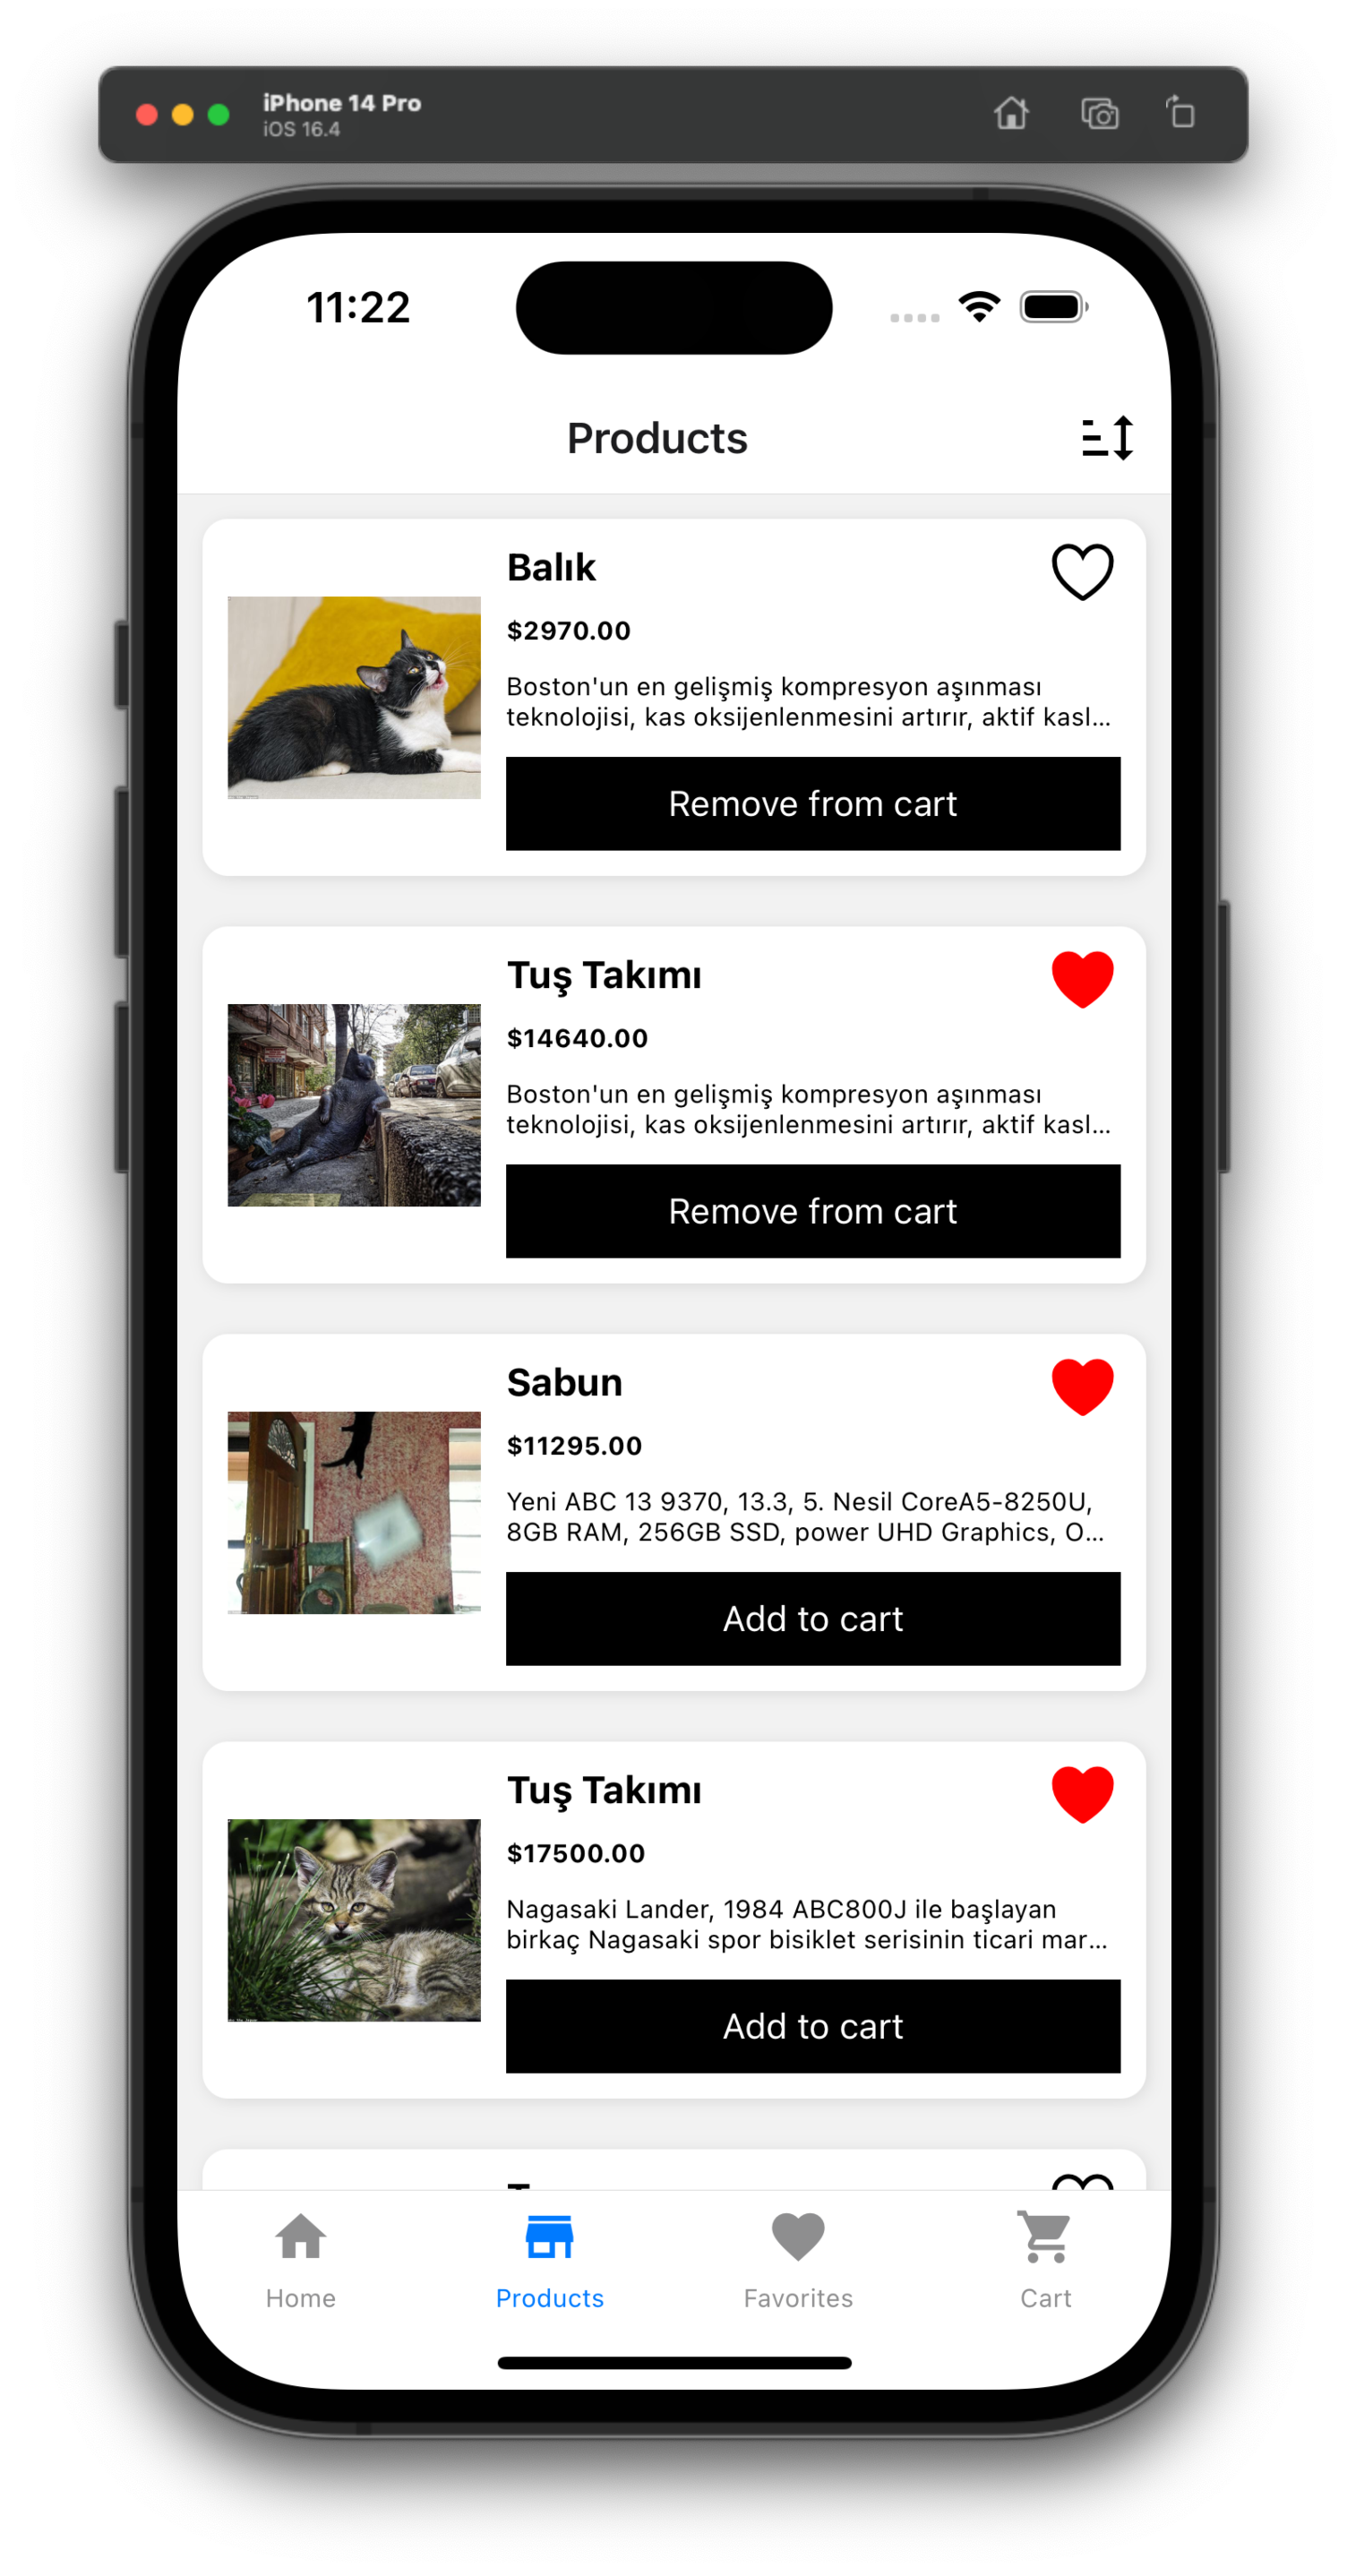 iPhone 14 Pro
iOS 16.4
11:22
Products
Balık
$2970.00
Boston'un en gelişmiş kompresyon aşınması
teknolojisi, kas oksijenlenmesini artırır, aktif kasl...
Remove from cart
Tuş Takımı
$14640.00
Boston'un en gelişmiş kompresyon aşınması
teknolojisi, kas oksijenlenmesini artırır, aktif kasl...
Remove from cart
Sabun
$11295.00
Yeni ABC 13 9370, 13.3, 5. Nesil CoreA5-8250U,
8GB RAM, 256GB SSD, power UHD Graphics, O...
Add to cart
Tuş Takımı
$17500.00
Nagasaki Lander, 1984 ABC800J ile başlayan
birkaç Nagasaki spor bisiklet serisinin ticari mar...
Add to cart
Home
Products
Favorites
Cart